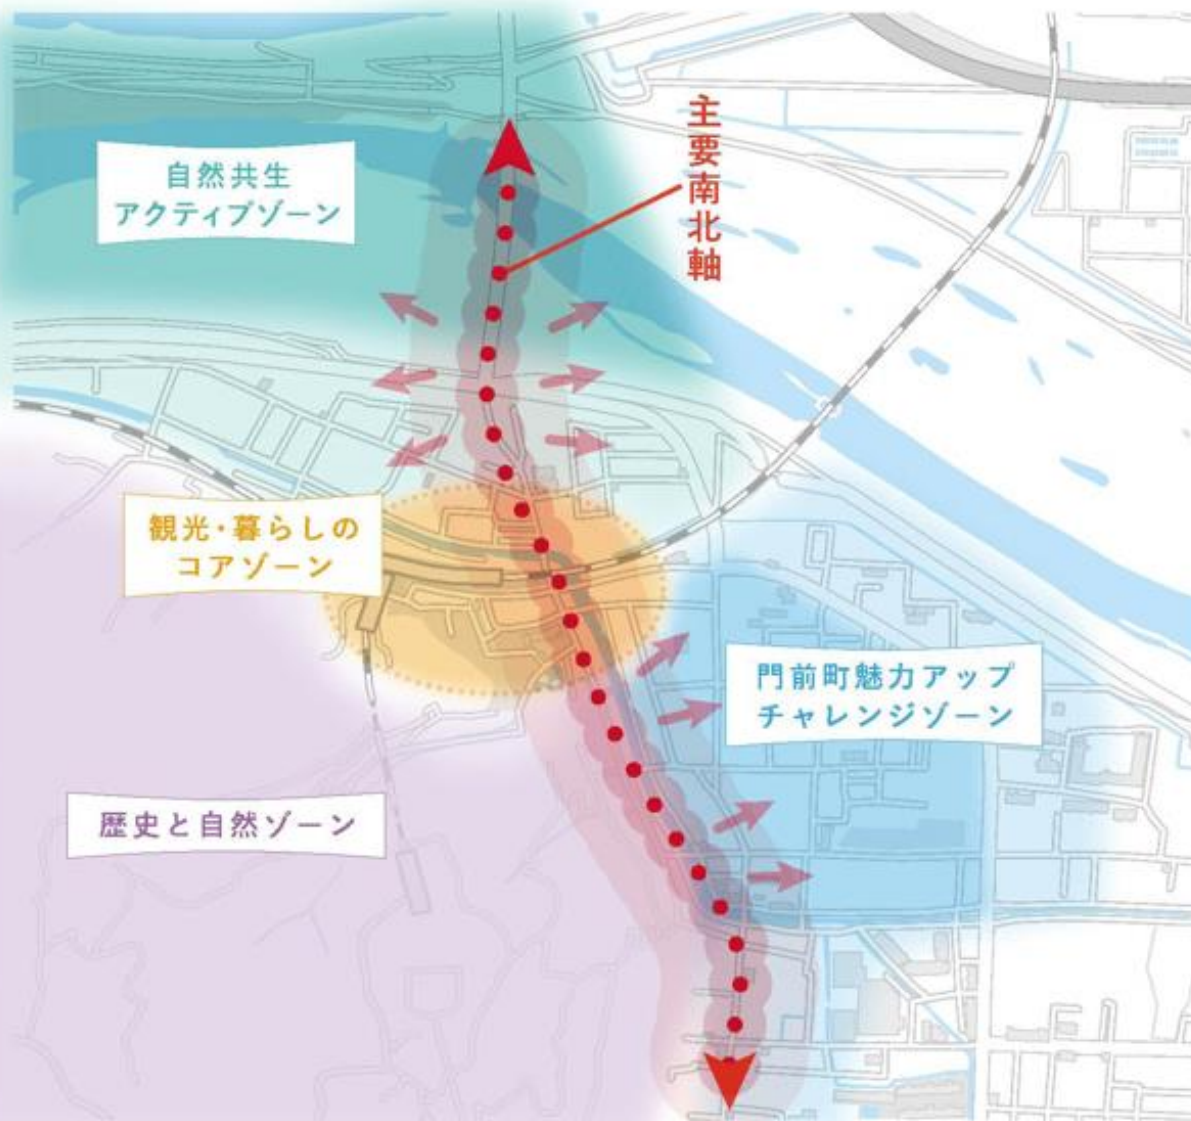 主要南北軸
自然共生
アクティブゾーン
観光・暮らしの
コアゾーン
門前町魅力アップ
チャレンジゾーン
歴史と自然ゾーン